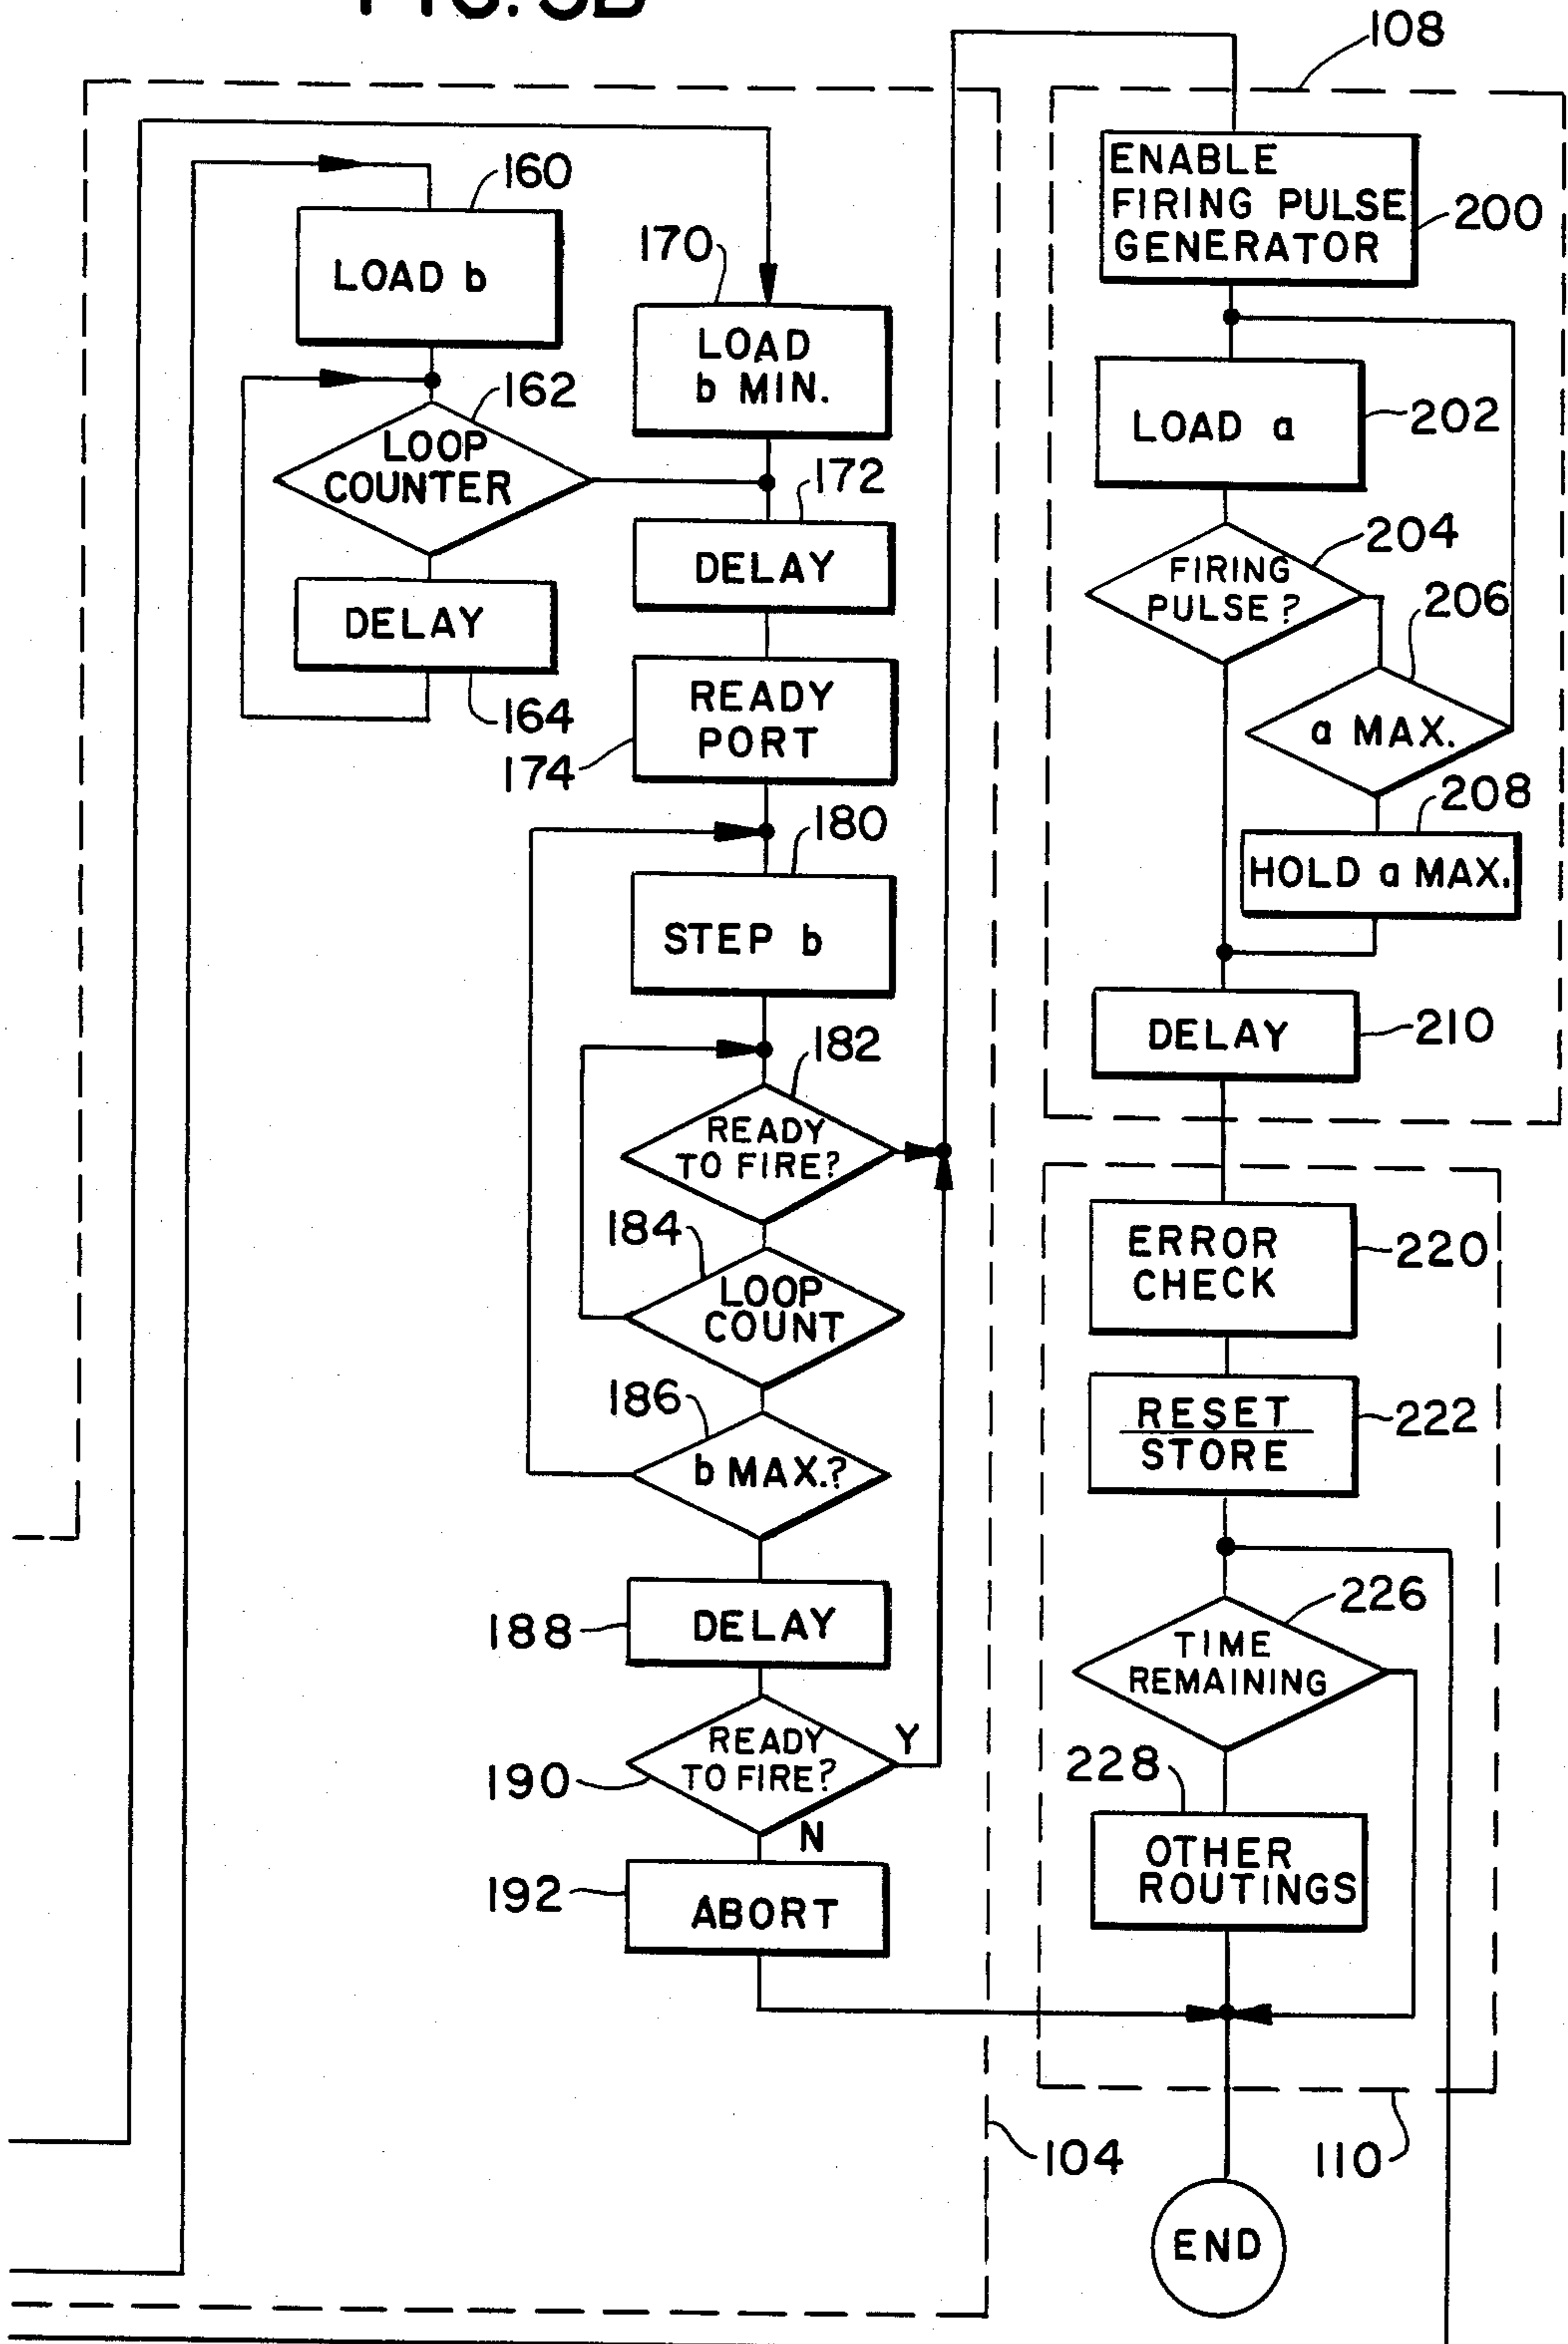 FIG. 5B
108
160
LOAD b
162
LOOP
COUNTER
DELAY
164
170
LOAD
b MIN.
172
DELAY
READY
PORT
174
180
STEP b
182
READY
TO FIRE?
184
LOOP
COUNT
186
b MAX.?
188
DELAY
READY
TO FIRE?
Y
190
N
192
ABORT
104
ENABLE
FIRING PULSE
GENERATOR
200
LOAD a
202
204
FIRING
PULSE?
206
a MAX.
208
HOLD a MAX.
DELAY
210
ERROR
CHECK
220
RESET
STORE
222
226
TIME
REMAINING
228
OTHER
ROUTINGS
110
END